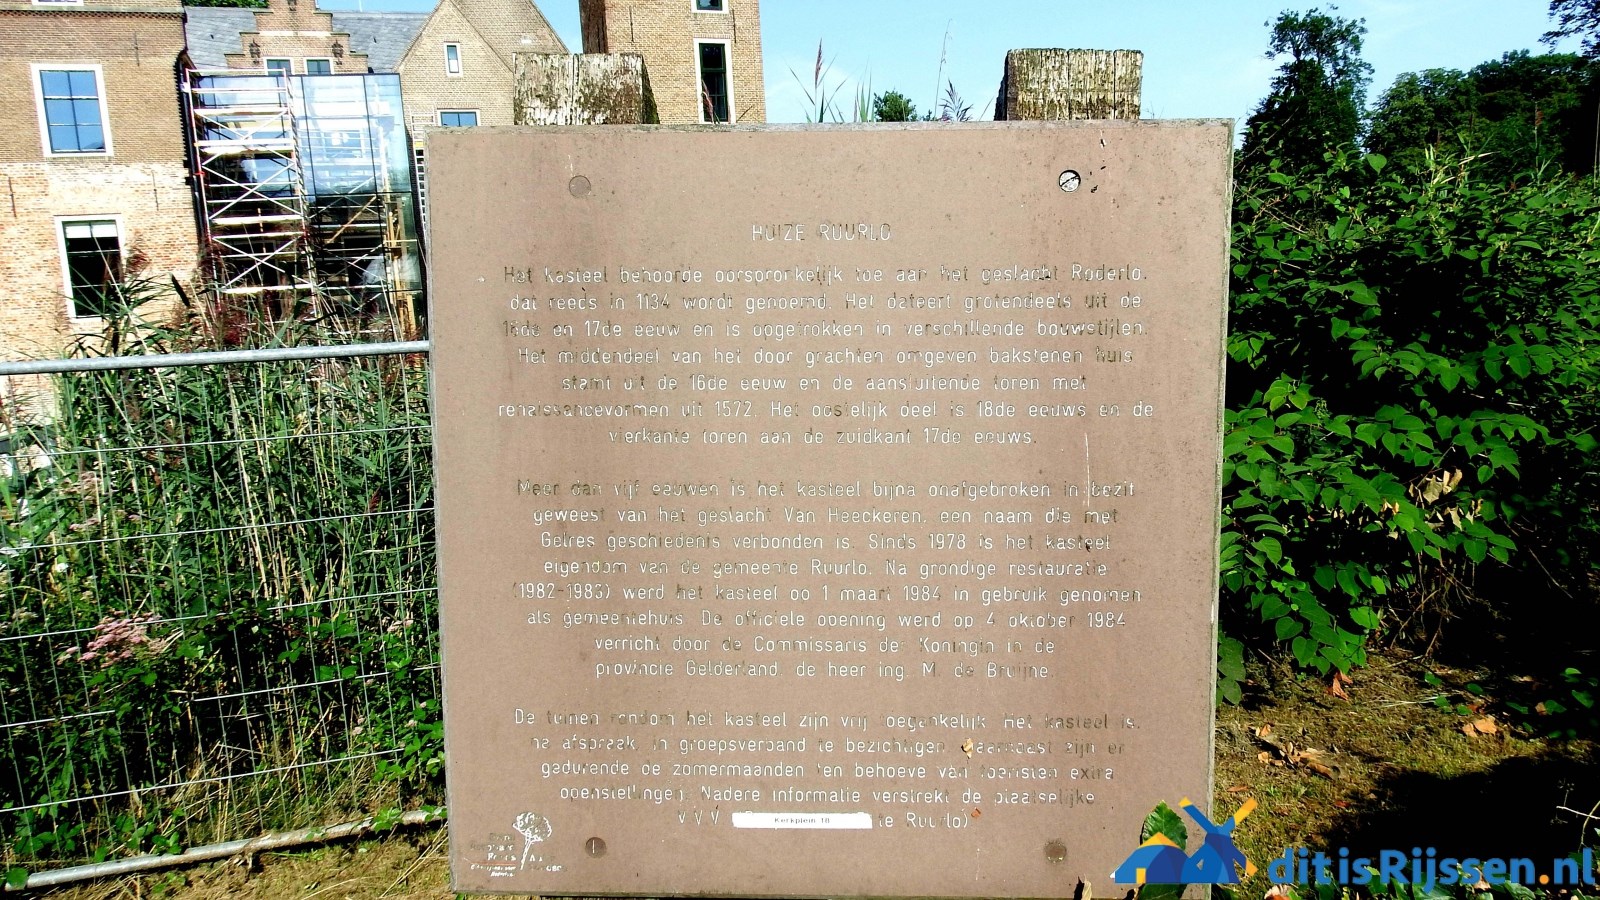 HUIZE RUURLO
Het kasteel behoorde oorspronkelijk toe aan het geslacht Roderlo,
dat reeds in 1134 wordt genoemd. Het dateert grotendeels uit de
16de en 17de eeuw en is opgetrokken in verschillende bouwstijlen.
Het middendeel van het door grachten omgeven bakstenen huis
stamt uit de 16de eeuw en de aansluitende toren met
renaissancevormen uit 1572. Het oostelijk deel is 18de eeuws en de
vierkante toren aan de zuidkant 17de eeuws.
Meer dan vijf eeuwen is het kasteel bijna onafgebroken in bezit
geweest van het geslacht Van Heeckeren, een naam die met
Gelres geschiedenis verbonden is. Sinds 1978 is het kasteel
eigendom van de gemeente Ruurlo. Na grondige restauratie
(1982-1983) werd het kasteel op 1 maart 1984 in gebruik genomen
als gemeentehuis. De officiele opening werd op 4 oktober 1984
verricht door de Commissaris der Koningin in de
provincie Gelderland, de heer ing. M. de Bruijne.
De tuinen rondom het kasteel zijn vrij toegankelijk. Het kasteel is,
na afspraak, in groepsverband te bezichtigen. Daarnaast zijn er
gedurende de zomermaanden ten behoeve van toeristen extra
openstellingen. Nadere informatie verstrekt de plaatselijke
V V V Kerkplein 18 te Ruurlo)
ditisRijssen.nl